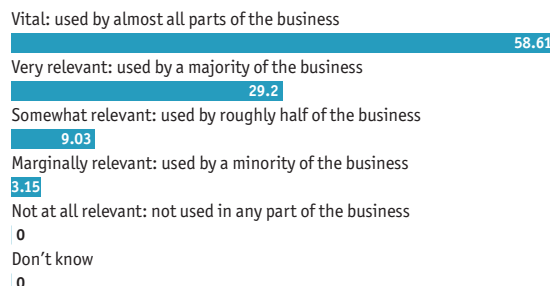 Vital: used by almost all parts of the business
58.61
Very relevant: used by a majority of the business
29.2
Somewhat relevant: used by roughly half of the business
9.03
Marginally relevant: used by a minority of the business
3.15
Not at all relevant: not used in any part of the business
0
Don’t know
0